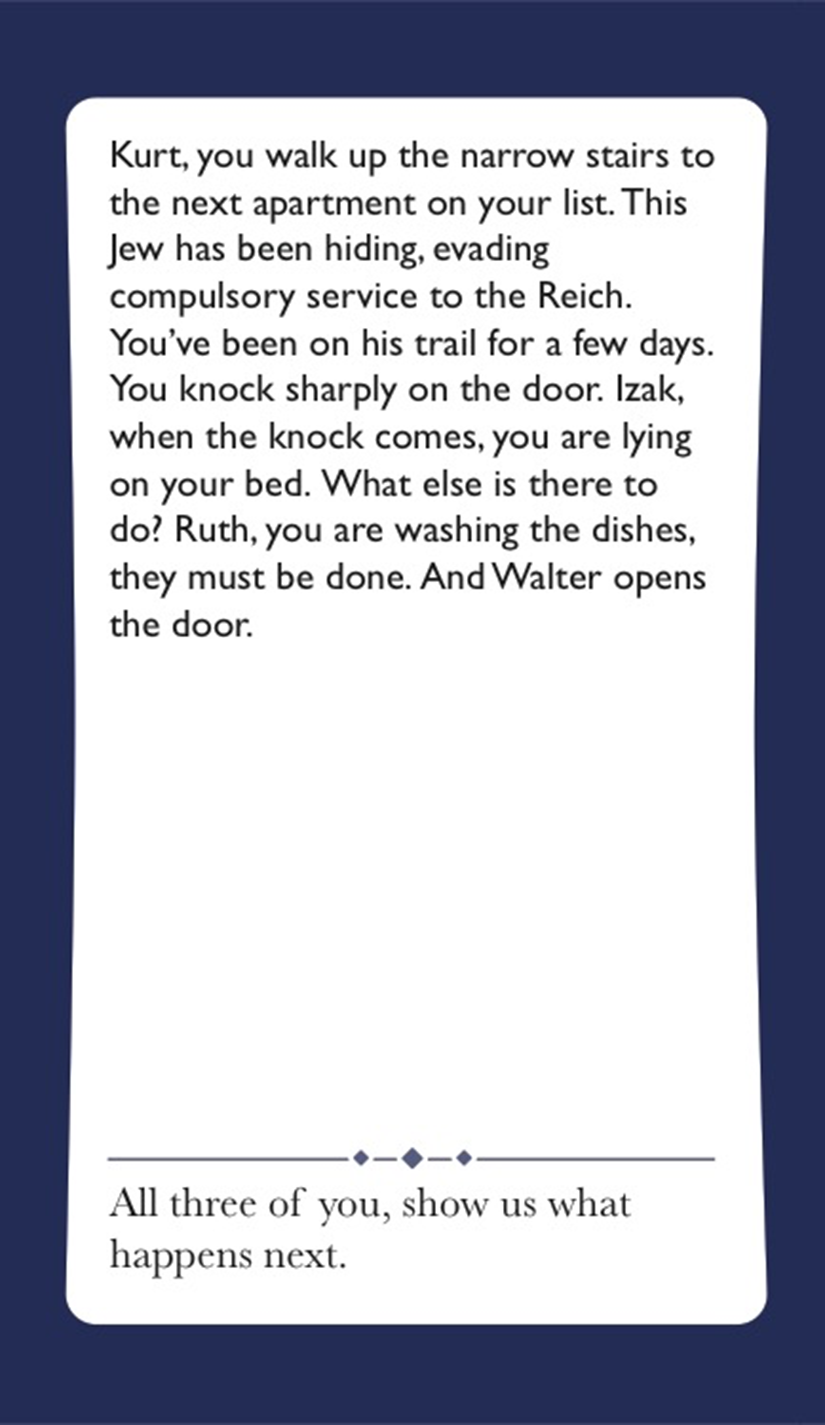 Kurt, you walk up the narrow stairs to
the next apartment on your list. This
Jew has been hiding, evading
compulsory service to the Reich.
You’ve been on his trail for a few days.
You knock sharply on the door. Izak,
when the knock comes, you are lying
on your bed. What else is there to
do? Ruth, you are washing the dishes,
they must be done. And Walter opens
the door.
All three of you, show us what
happens next.